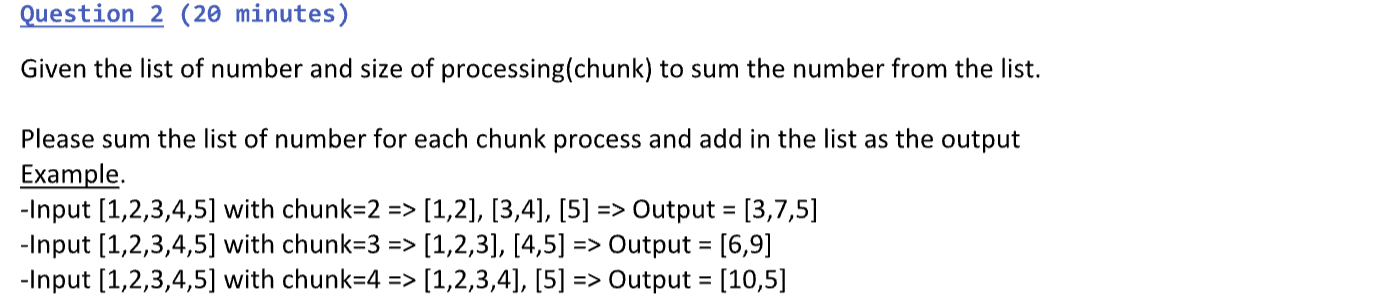 Question 2 (20 minutes)
Given the list of number and size of processing(chunk) to sum the number from the list.
Please sum the list of number for each chunk process and add in the list as the output
Example.
-Input [1,2,3,4,5] with chunk=2 => [1,2], [3,4], [5] => Output = [3,7,5]
-Input [1,2,3,4,5] with chunk=3 => [1,2,3], [4,5] => Output = [6,9]
-Input [1,2,3,4,5] with chunk=4 => [1,2,3,4], [5] => Output = [10,5]